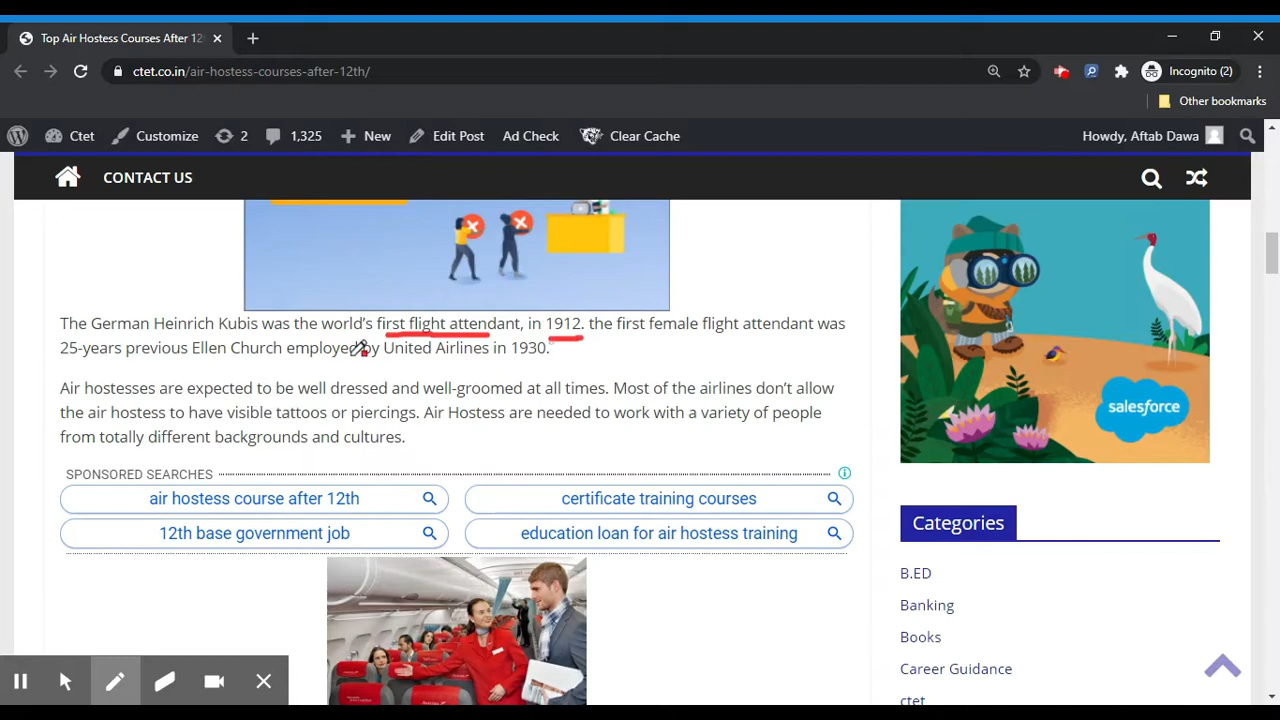 Top Air Hostess Courses After 12
ctet.co.in/air-hostess-courses-after-12th/
Incognito (2)
Other bookmarks
Ctet
Customize
2
1,325
New
Edit Post
Ad Check
Clear Cache
Howdy, Aftab Dawa
CONTACT US
The German Heinrich Kubis was the world's first flight attendant, in 1912. the first female flight attendant was
25-years previous Ellen Church employed by United Airlines in 1930.
Air hostesses are expected to be well dressed and well-groomed at all times. Most of the airlines don't allow
the air hostess to have visible tattoos or piercings. Air Hostess are needed to work with a variety of people
from totally different backgrounds and cultures.
SPONSORED SEARCHES
air hostess course after 12th
certificate training courses
12th base government job
education loan for air hostess training
salesforce
Categories
B.ED
Banking
Books
Career Guidance
ctet